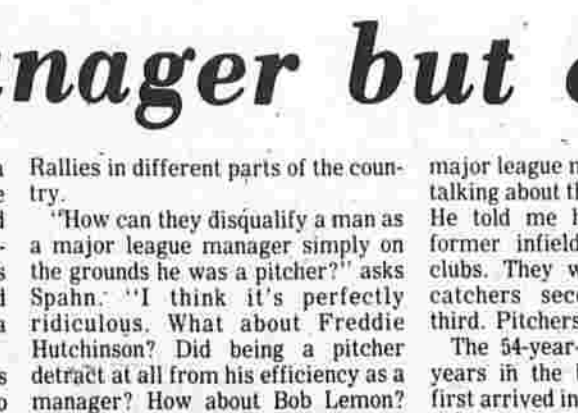 nager but
Rallies in different parts of the coun-
try.
"How can they disqualify a man as
a major league manager simply on
the grounds he was a pitcher?" asks
Spahn. "I think it's perfectly
ridiculous. What about Freddie
Hutchinson? Did being a pitcher
detract at all from his efficiency as a
manager? How about Bob Lemon?
major league
talking about
He told me
former infield
clubs. They
catchers sec
third. Pitchers
The 54-year-
years in the
first arrived in